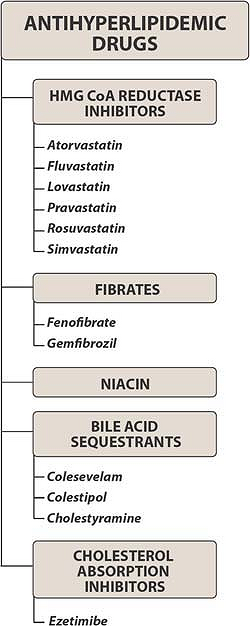 ANTIHYPERLIPIDEMIC
DRUGS
HMG CoA REDUCTASE
INHIBITORS
Atorvastatin
Fluvastatin
Lovastatin
Pravastatin
Rosuvastatin
Simvastatin
FIBRATES
Fenofibrate
Gemfibrozil
NIACIN
BILE ACID
SEQUESTRANTS
Colesevelam
Colestipol
Cholestyramine
CHOLESTEROL
ABSORPTION
INHIBITORS
Ezetimibe